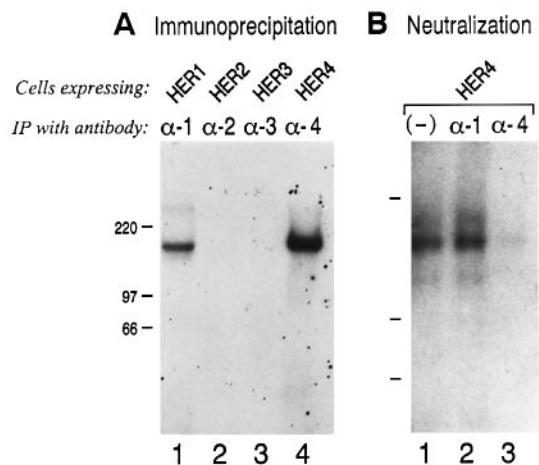 A Immunoprecipitation
Cells expressing: HER1 HER2 HER3 HER4
IP with antibody: α-1 α-2 α-3 α-4
220
97
66
1 2 3 4
B Neutralization
HER4
(-) α-1 α-4
1 2 3